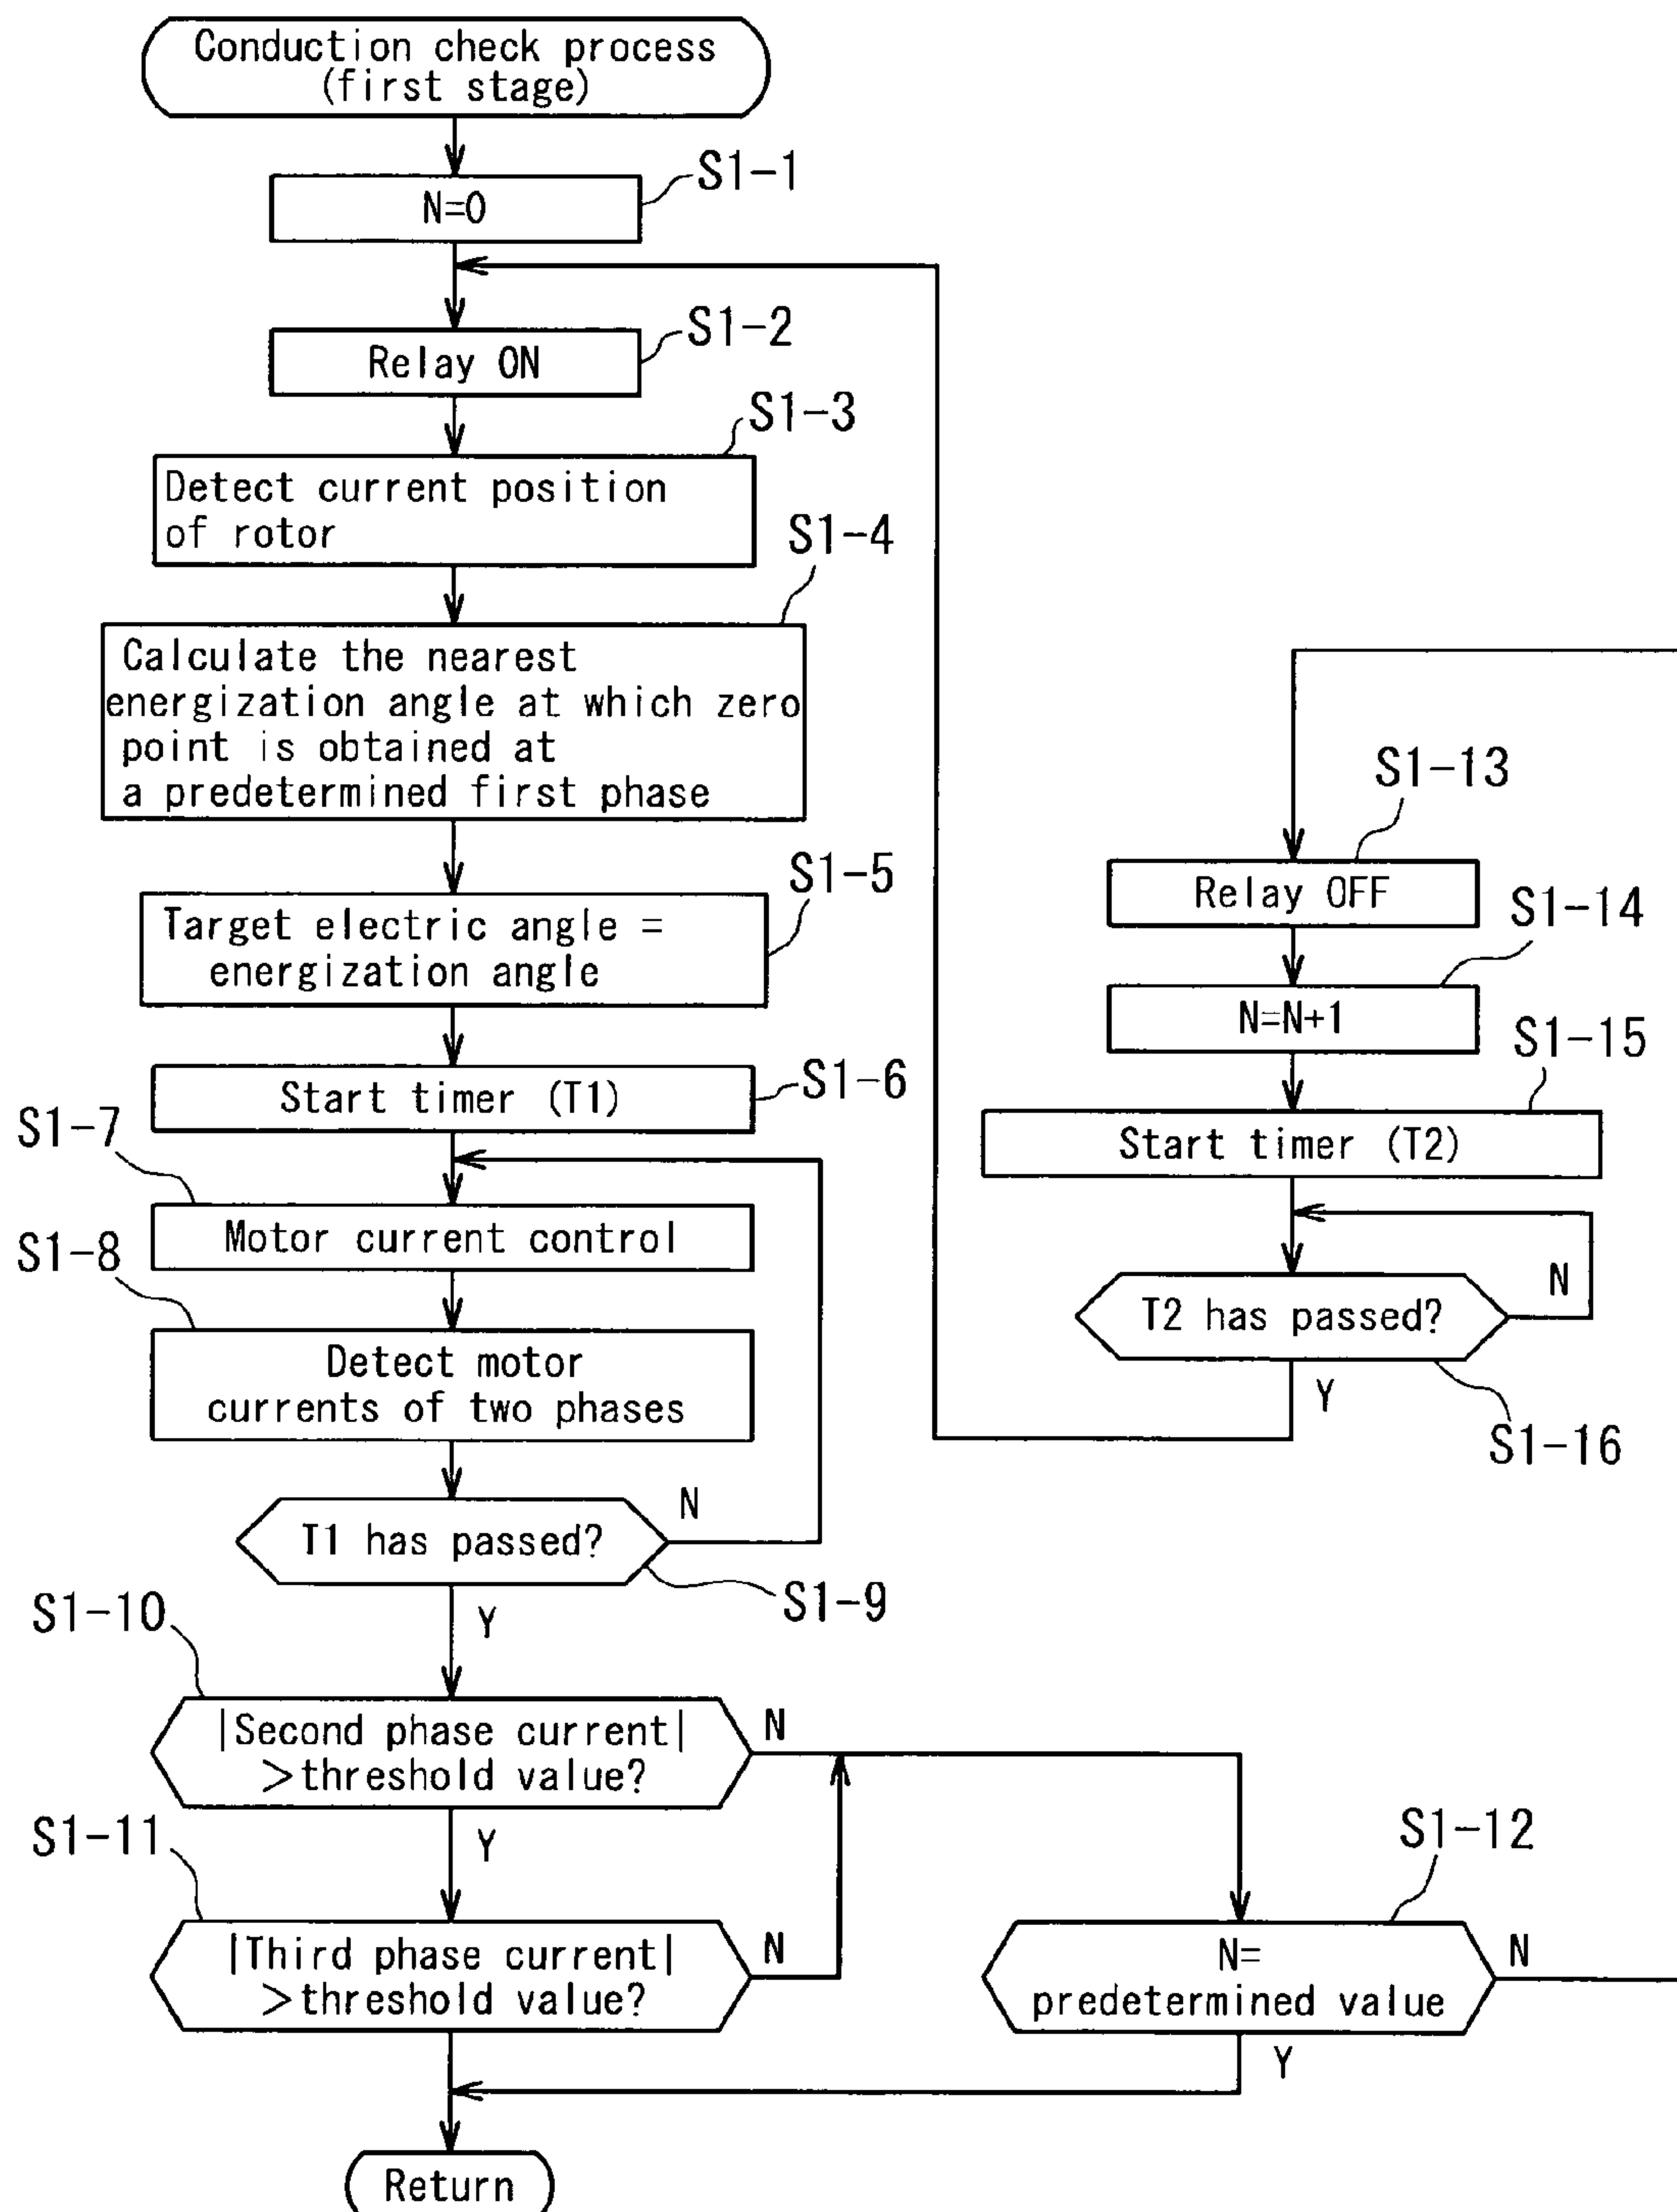 Conduction check process
(first stage)
S1-1
N=0
S1-2
Relay ON
S1-3
Detect current position
of rotor
S1-4
Calculate the nearest
energization angle at which zero
point is obtained at
a predetermined first phase
S1-5
Target electric angle =
energization angle
S1-6
Start timer (T1)
S1-7
Motor current control
S1-8
Detect motor
currents of two phases
T1 has passed?
N
S1-9
Y
S1-10
|Second phase current|
>threshold value?
N
Y
S1-11
|Third phase current|
>threshold value?
N
S1-12
N=
predetermined value
N
Y
S1-13
Relay OFF
S1-14
N=N+1
S1-15
Start timer (T2)
T2 has passed?
N
Y
S1-16
Return